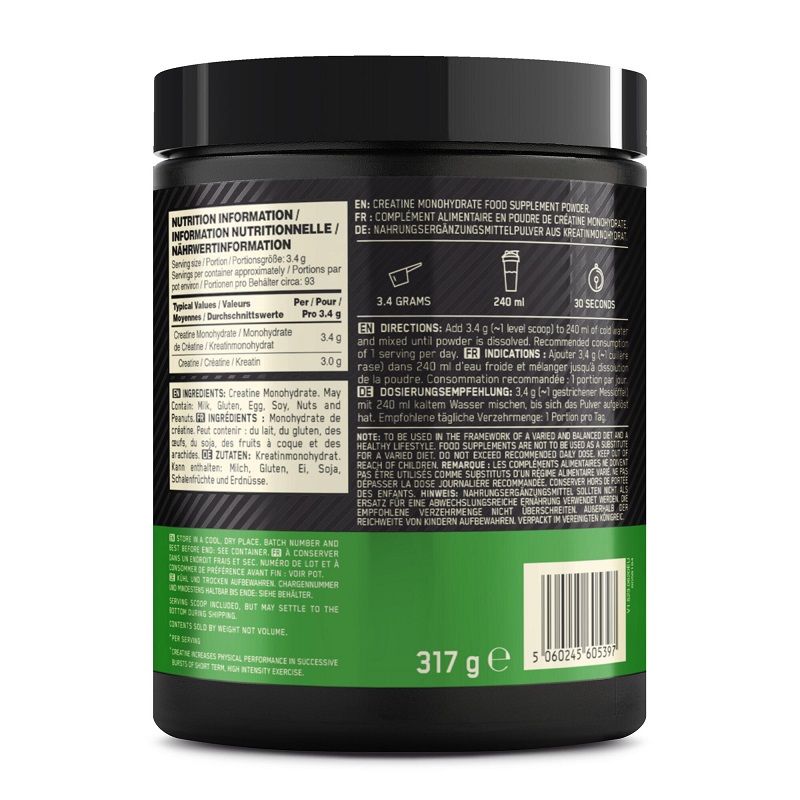 NUTRITION INFORMATION /
INFORMATION NUTRITIONNELLE /
NÄHRWERTINFORMATION
Serving size / Portion / Portionsgröße: 3.4 g
Servings per container approximately / Portions par
pot environ / Portionen pro Behälter circa: 93
Typical Values / Valeurs Per / Pour /
Moyennes / Durchschnittswerte Pro 3.4 g
Creatine Monohydrate / Monohydrate
de Créatine / Kreatinmonohydrat 3.4 g
Creatine / Créatine / Kreatin 3.0 g
EN INGREDIENTS: Creatine Monohydrate. May
Contain: Milk, Gluten, Egg, Soy, Nuts and
Peanuts. FR INGRÉDIENTS : Monohydrate de
créatine. Peut contenir : du lait, du gluten, des
œufs, du soja, des fruits à coque et des
arachides. DE ZUTATEN: Kreatinmonohydrat.
Kann enthalten: Milch, Gluten, Ei, Soja,
Schalenfrüchte und Erdnüsse.
EN STORE IN A COOL, DRY PLACE. BATCH NUMBER AND
BEST BEFORE END: SEE CONTAINER. FR À CONSERVER
DANS UN ENDROIT FRAIS ET SEC. NUMÉRO DE LOT ET À
CONSOMMER DE PRÉFÉRENCE AVANT FIN : VOIR POT.
DE KÜHL UND TROCKEN AUFBEWAHREN. CHARGENNUMMER
UND MINDESTENS HALTBAR BIS ENDE: SIEHE BEHÄLTER.
SERVING SCOOP INCLUDED, BUT MAY SETTLE TO THE
BOTTOM DURING SHIPPING.
CONTENTS SOLD BY WEIGHT NOT VOLUME.
* PER SERVING
CREATINE INCREASES PHYSICAL PERFORMANCE IN SUCCESSIVE
BURSTS OF SHORT TERM, HIGH INTENSITY EXERCISE.
EN: CREATINE MONOHYDRATE FOOD SUPPLEMENT POWDER.
FR : COMPLÉMENT ALIMENTAIRE EN POUDRE DE CRÉATINE MONOHYDRATE.
DE: NAHRUNGSERGÄNZUNGSMITTELPULVER AUS KREATINMONOHYDRAT.
3.4 GRAMS 240 ml 30 SECONDS
EN DIRECTIONS: Add 3.4 g (~1 level scoop) to 240 ml of cold water
and mixed until powder is dissolved. Recommended consumption
of 1 serving per day. FR INDICATIONS : Ajouter 3,4 g (~1 cuillère
rase) dans 240 ml d'eau froide et mélanger jusqu'à dissolution
de la poudre. Consommation recommandée : 1 portion par jour.
DE DOSIERUNGSEMPFEHLUNG: 3,4 g (~1 gestrichener Messlöffel)
mit 240 ml kaltem Wasser mischen, bis sich das Pulver aufgelöst
hat. Empfohlene tägliche Verzehrmenge: 1 Portion pro Tag.
NOTE: TO BE USED IN THE FRAMEWORK OF A VARIED AND BALANCED DIET AND A
HEALTHY LIFESTYLE. FOOD SUPPLEMENTS ARE NOT TO BE USED AS A SUBSTITUTE
FOR A VARIED DIET. DO NOT EXCEED RECOMMENDED DAILY DOSE. KEEP OUT OF
REACH OF CHILDREN. REMARQUE : LES COMPLÉMENTS ALIMENTAIRES NE DOIVENT
PAS ÊTRE UTILISÉS COMME SUBSTITUTS D'UN RÉGIME ALIMENTAIRE VARIÉ. NE PAS
DÉPASSER LA DOSE JOURNALIÈRE RECOMMANDÉE. CONSERVER HORS DE PORTÉE
DES ENFANTS. HINWEIS: NAHRUNGSERGÄNZUNGSMITTEL SOLLTEN NICHT ALS
ERSATZ FÜR EINE ABWECHSLUNGSREICHE ERNÄHRUNG VERWENDET WERDEN. DIE
EMPFOHLENE VERZEHRMENGE NICHT ÜBERSCHREITEN. AUßERHALB DER
REICHWEITE VON KINDERN AUFBEWAHREN. VERPACKT IM VEREINIGTEN KÖNIGREICH.
317 g ℮
5 060245 605397